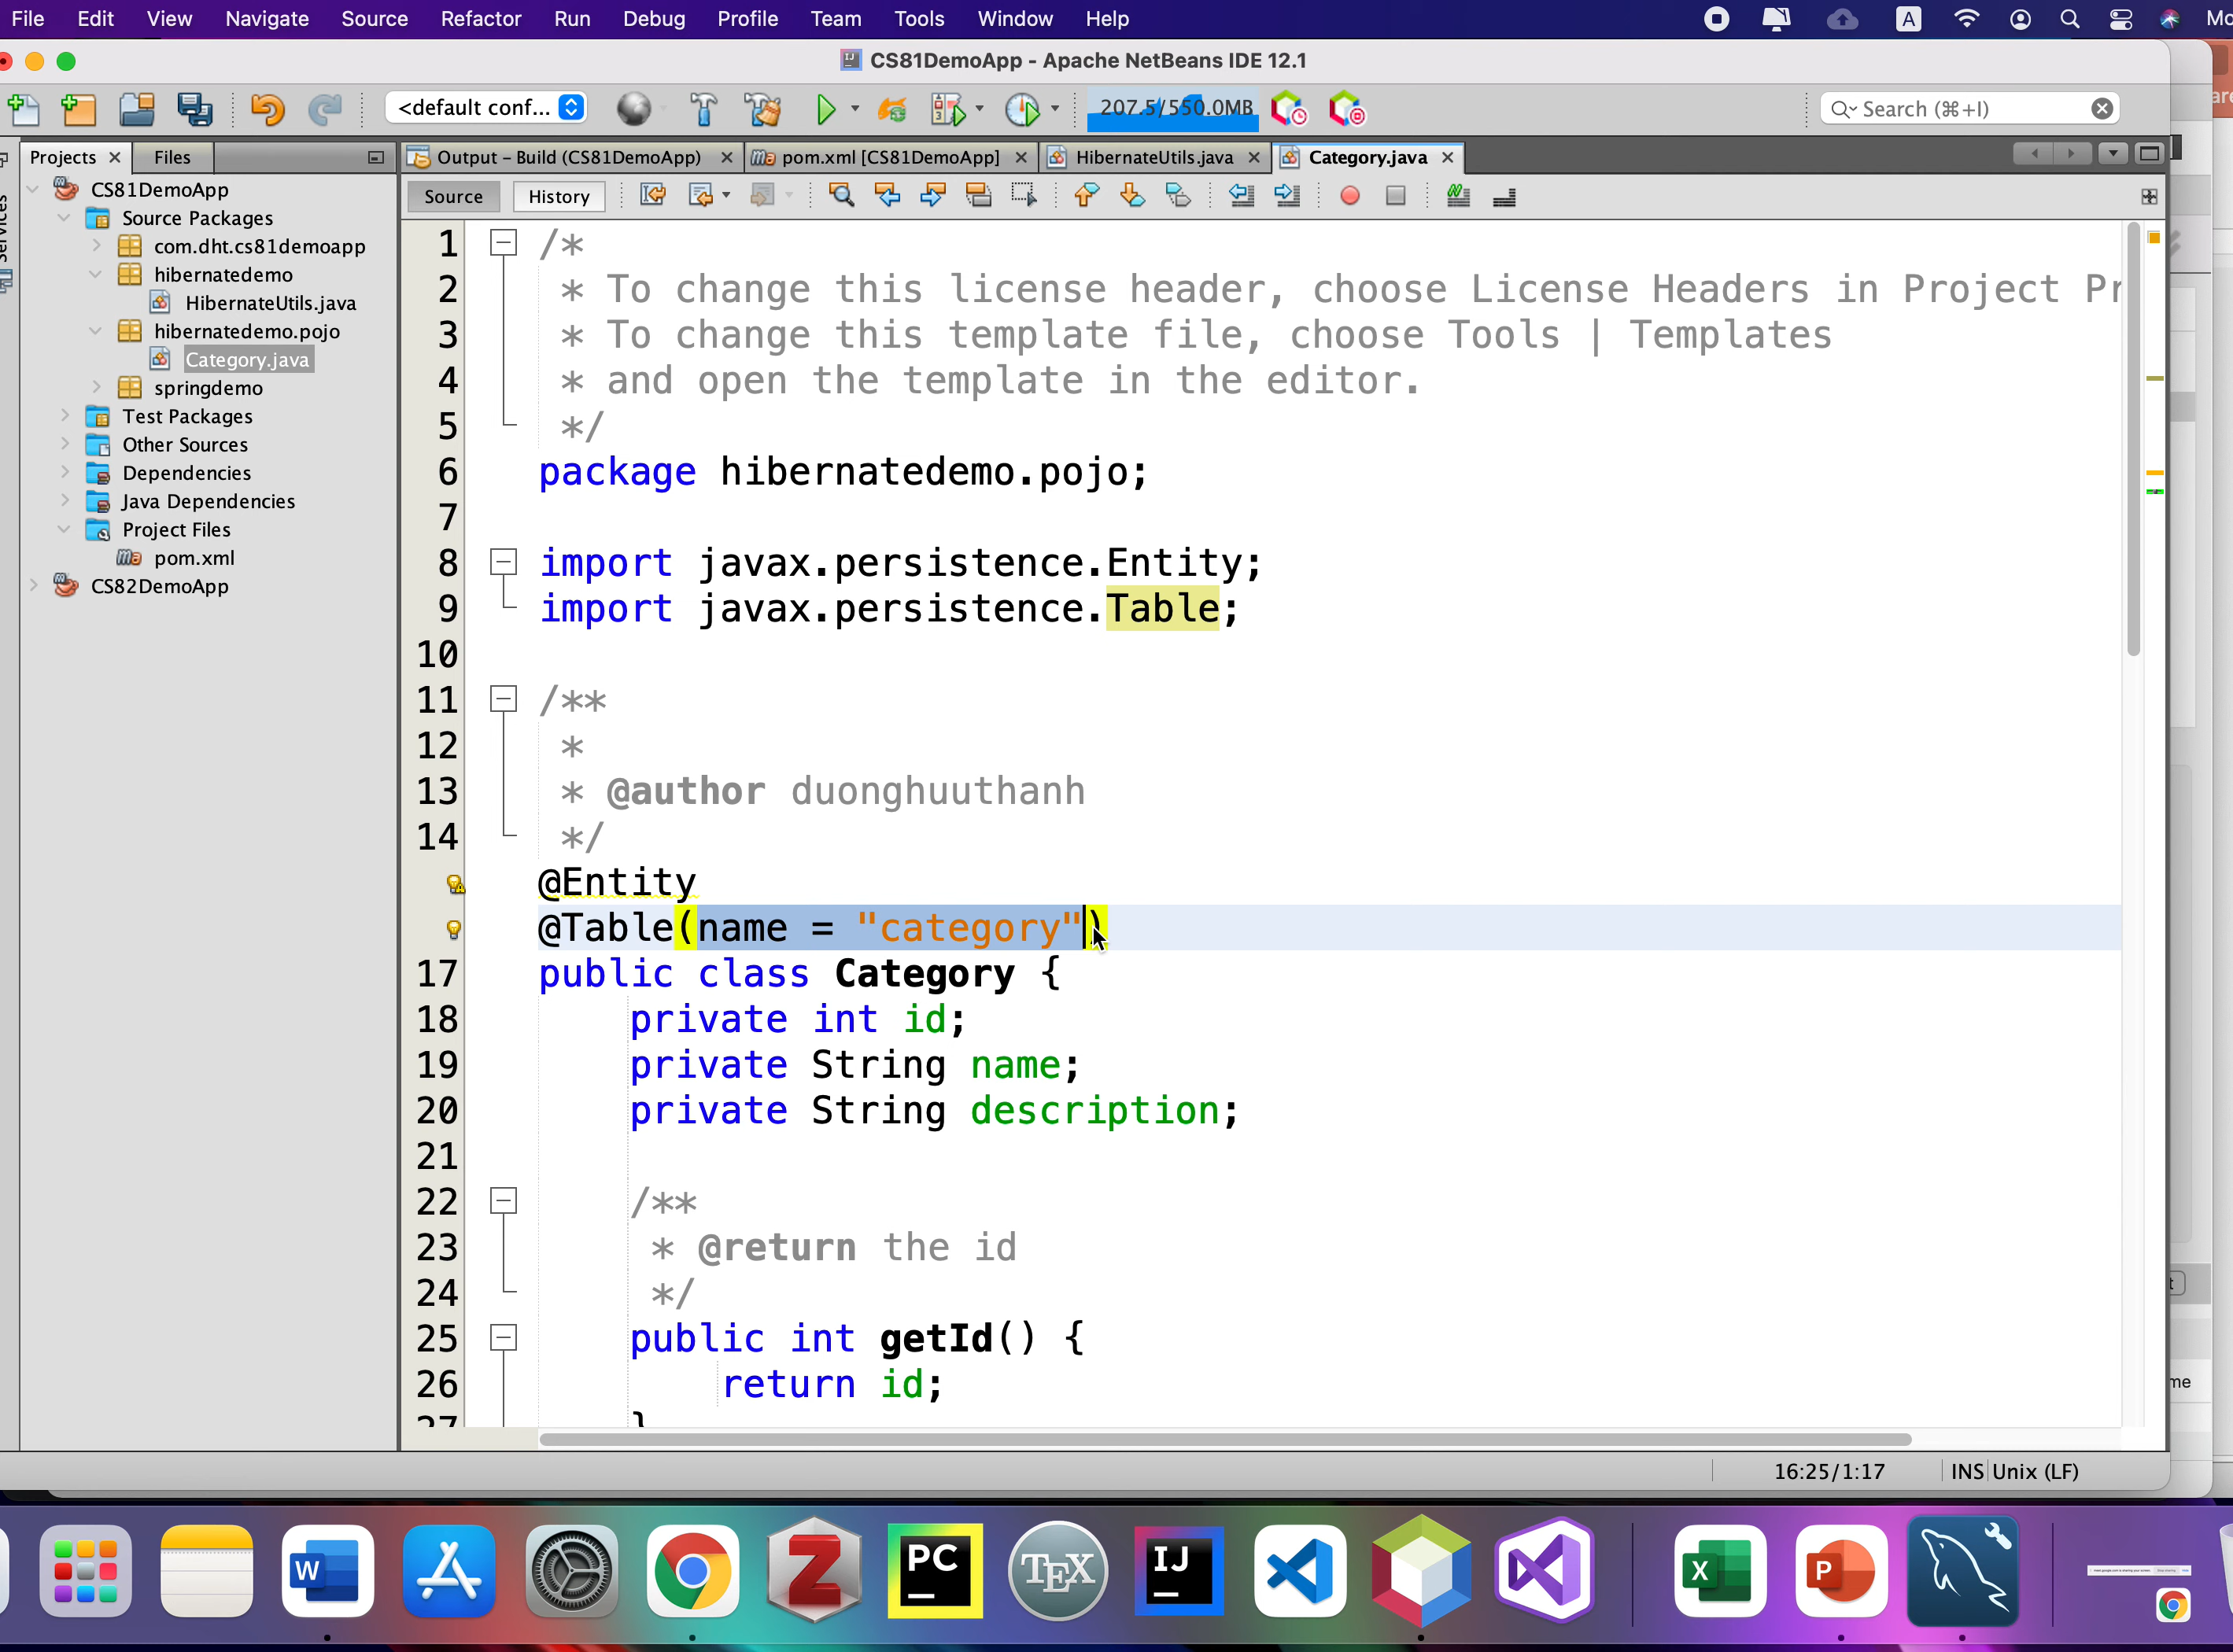 File Edit View Navigate Source Refactor Run Debug Profile Team Tools Window Help A Mo
CS81DemoApp - Apache NetBeans IDE 12.1
<default conf... 207.5/550.0MB Search (⌘+I)
Projects Files Output – Build (CS81DemoApp) pom.xml [CS81DemoApp] HibernateUtils.java Category.java
Source History
Services
CS81DemoApp
Source Packages
com.dht.cs81demoapp
hibernatedemo
HibernateUtils.java
hibernatedemo.pojo
Category.java
springdemo
Test Packages
Other Sources
Dependencies
Java Dependencies
Project Files
pom.xml
CS82DemoApp
1 /*
2 * To change this license header, choose License Headers in Project Pr
3 * To change this template file, choose Tools | Templates
4 * and open the template in the editor.
5 */
6 package hibernatedemo.pojo;
7
8 import javax.persistence.Entity;
9 import javax.persistence.Table;
10
11 /**
12 *
13 * @author duonghuuthanh
14 */
@Entity
@Table(name = "category")
17 public class Category {
18 private int id;
19 private String name;
20 private String description;
21
22 /**
23 * @return the id
24 */
25 public int getId() {
26 return id;
27 }
16:25/1:17 INS Unix (LF)
me
W Z PC TEX IJ X P